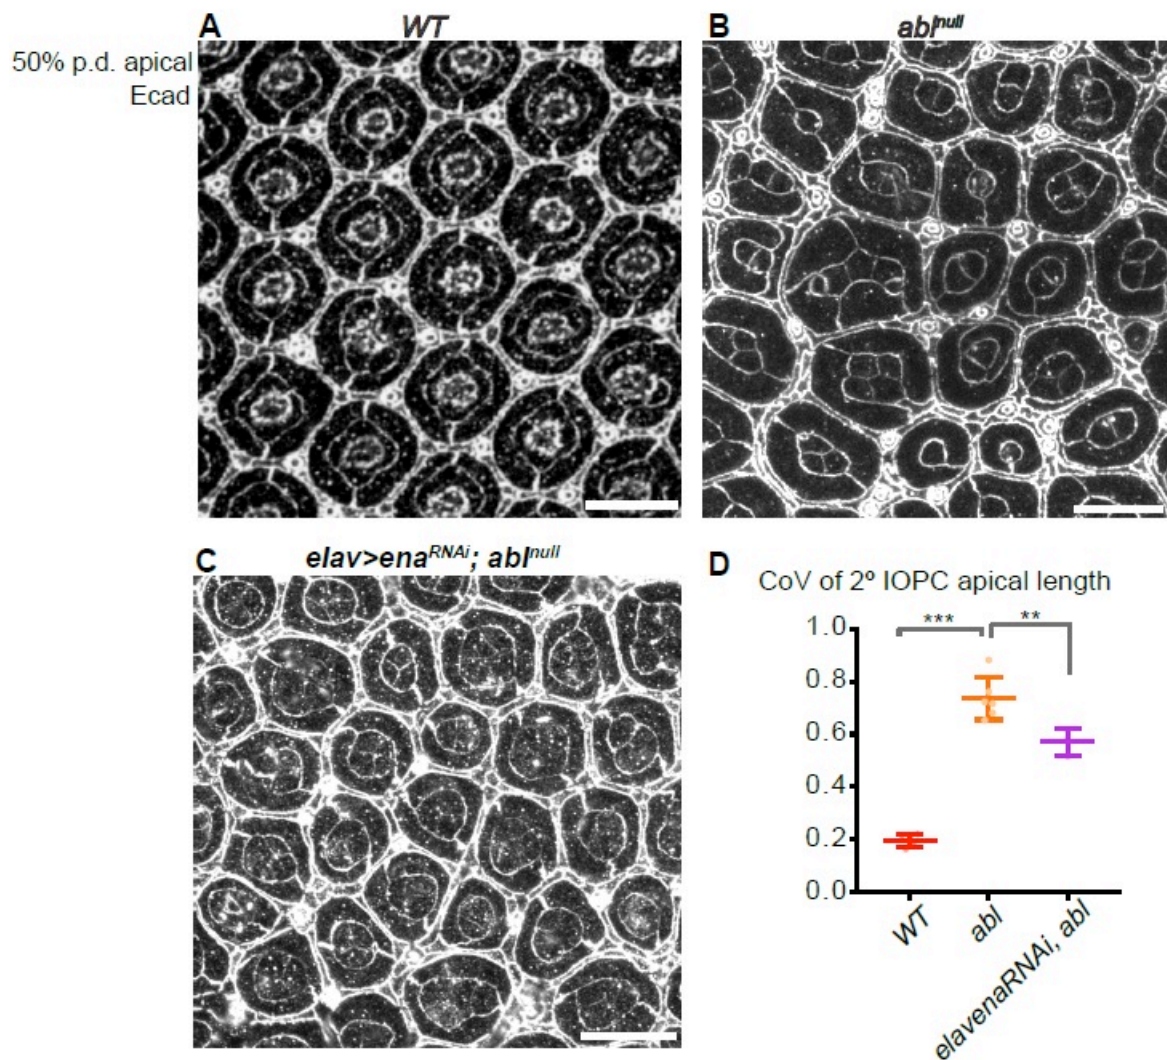 A
WT
50% p.d. apical
Ecad
B
abl^null
C
elav>ena^RNAi; abl^null
D
CoV of 2º IOPC apical length
***
**
1.0
0.8
0.6
0.4
0.2
0.0
WT
abl
elavenaRNAi, abl